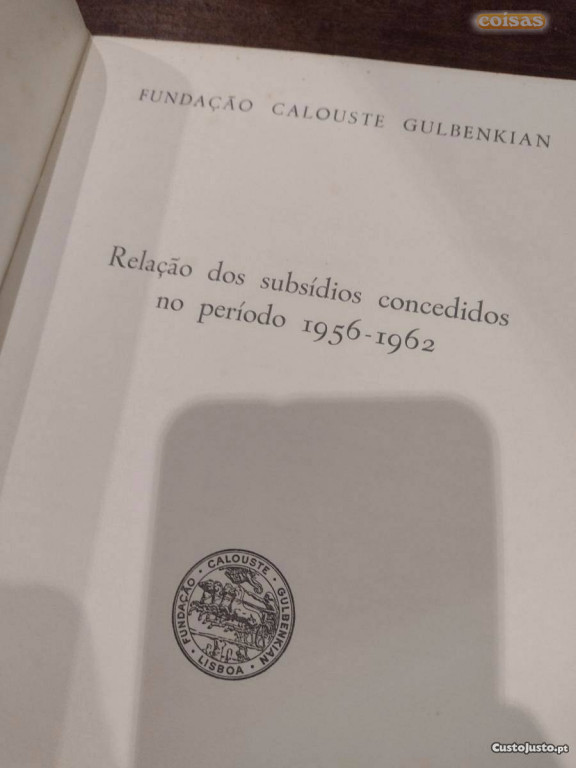 coisas
FUNDAÇÃO CALOUSTE GULBENKIAN
Relação dos subsídios concedidos
no período 1956-1962
FUNDAÇÃO · CALOUSTE · GULBENKIAN · LISBOA ·
CustoJusto.pt